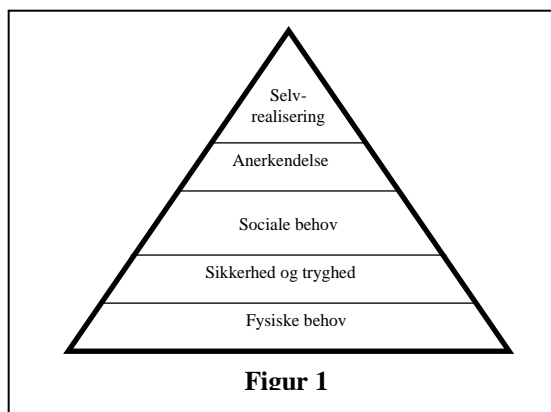 Selv-
realisering
Anerkendelse
Sociale behov
Sikkerhed og tryghed
Fysiske behov
Figur 1